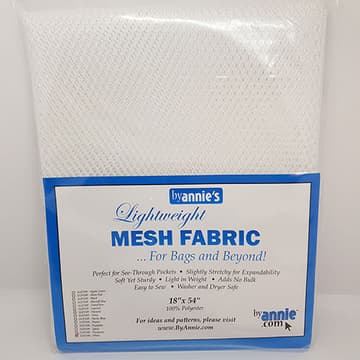 byannie's
Lightweight
MESH FABRIC
... For Bags and Beyond!
Perfect for See-Through Pockets • Slightly Stretchy for Expandability
Soft Yet Sturdy • Light in Weight • Adds No Bulk
Easy to Sew • Washer and Dryer Safe
18"x 54"
100% Polyester
For ideas and patterns, please visit
www.ByAnnie.com
byannie
.com